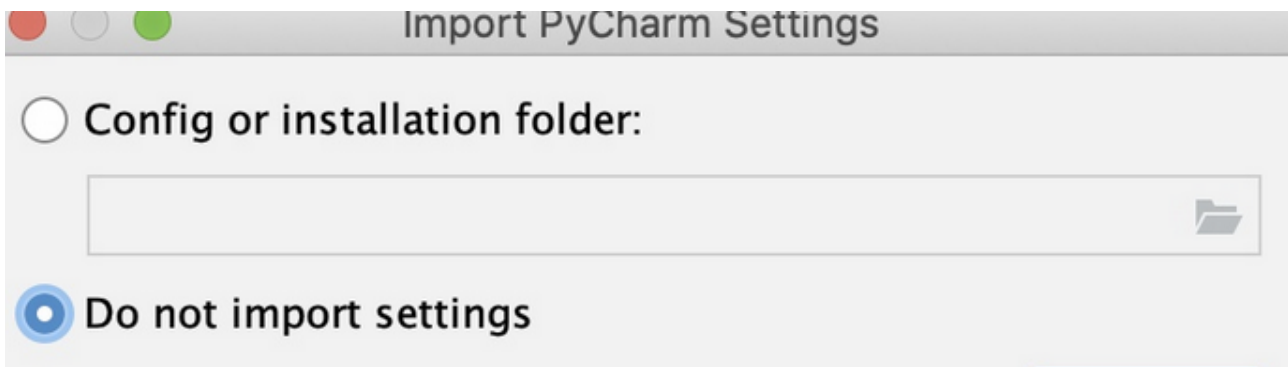 Import PyCharm Settings
Config or installation folder:
Do not import settings